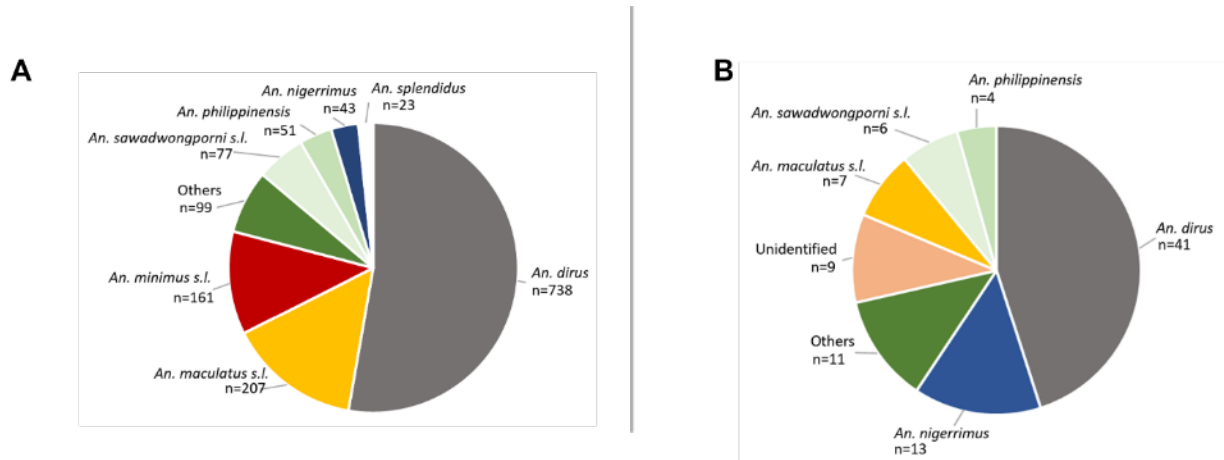 A
An. splendidus
n=23
An. nigerrimus
n=43
An. philippinensis
n=51
An. sawadwongporni s.l.
n=77
Others
n=99
An. minimus s.l.
n=161
An. maculatus s.l.
n=207
An. dirus
n=738
B
An. philippinensis
n=4
An. sawadwongporni s.l.
n=6
An. maculatus s.l.
n=7
Unidentified
n=9
Others
n=11
An. nigerrimus
n=13
An. dirus
n=41